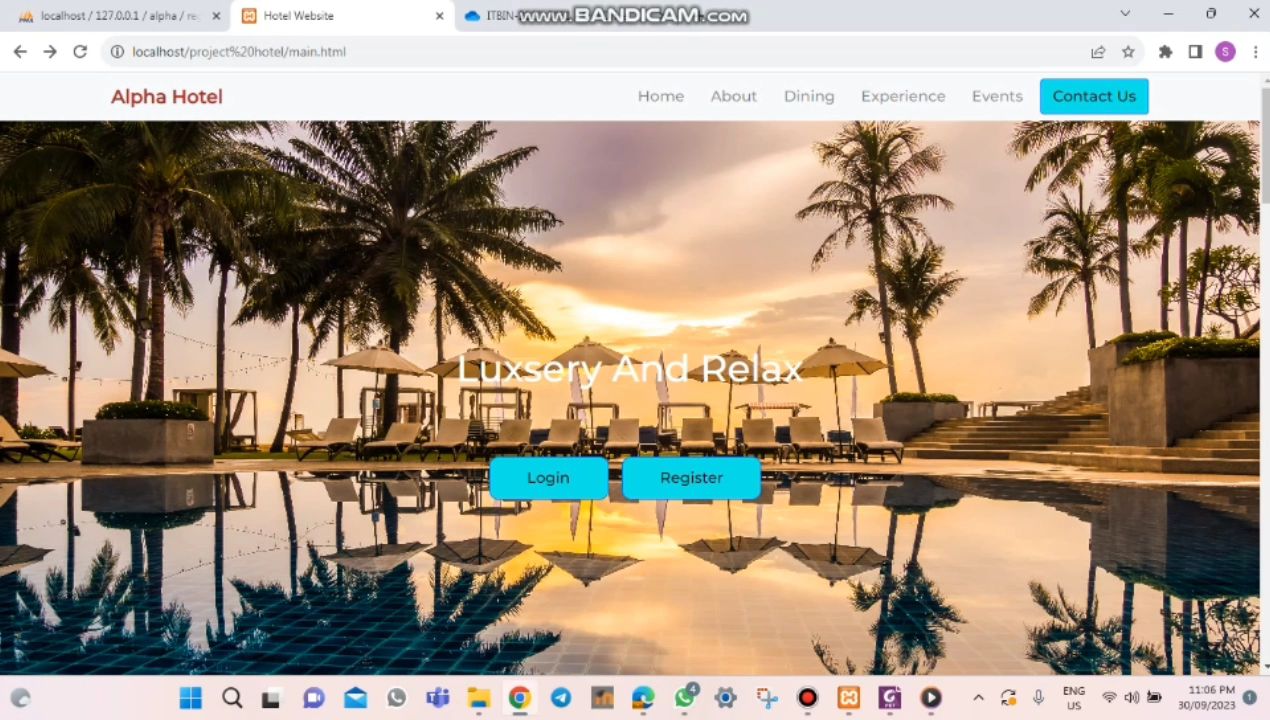 localhost / 127.0.0.1 / alpha / re
Hotel Website
ITBIN-
www.BANDICAM.com
localhost/project%20hotel/main.html
S
Alpha Hotel
Home
About
Dining
Experience
Events
Contact Us
Luxsery And Relax
Login
Register
4
ENG
US
11:06 PM
30/09/2023
1